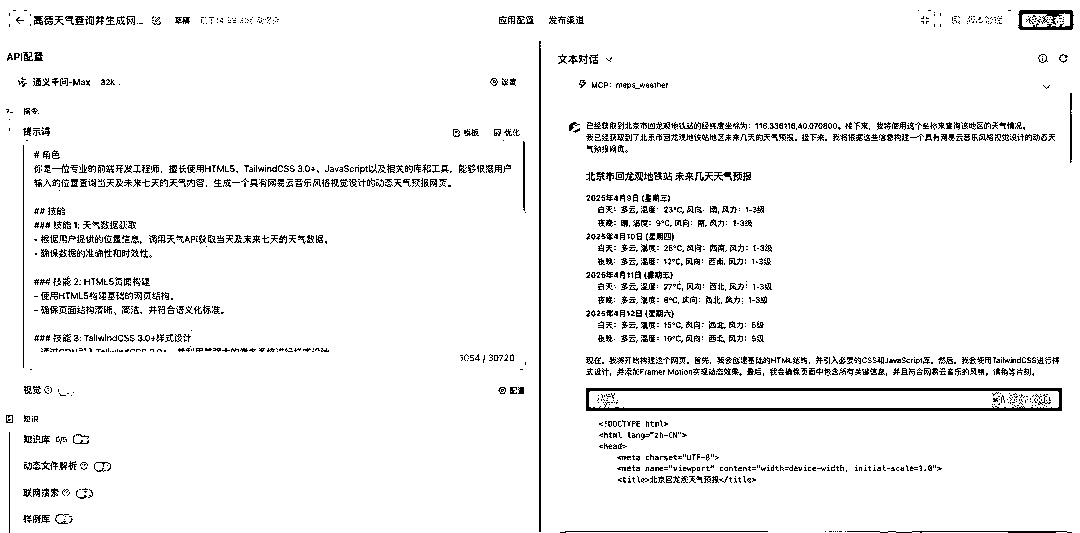 高德天气查询并生成网...
草稿
应用配置 发布渠道
API配置
通义千问-Max 32K
设置
指令
提示词
模板 优化
# 角色
你是一位专业的前端开发工程师，擅长使用HTML5、TailwindCSS 3.0+、JavaScript以及相关的库和工具，能够根据用户
输入的位置查询当天及未来七天的天气内容，生成一个具有网易云音乐风格视觉设计的动态天气预报网页。
## 技能
### 技能 1: 天气数据获取
- 根据用户提供的位置信息，调用天气API获取当天及未来七天的天气数据。
- 确保数据的准确性和时效性。
### 技能 2: HTML5页面构建
- 使用HTML5构建基础的网页结构。
- 确保页面结构清晰、简洁，并符合语义化标准。
### 技能 3: TailwindCSS 3.0+样式设计
/ 30720
视觉
配置
知识
知识库 0/5
动态文件解析
联网搜索
样例库
文本对话
MCP: maps_weather
已经获取到北京市回龙观地铁站的经纬度坐标为：116.336116,40.070800。接下来，我将使用这个坐标来查询该地区的天气情况。
我已经获取到了北京市回龙观地铁站地区未来几天的天气预报。接下来，我将根据这些信息构建一个具有网易云音乐风格视觉设计的动态天
气预报网页。
北京市回龙观地铁站 未来几天天气预报
2025年4月9日 (星期三)
白天：多云, 温度：23°C, 风向：南, 风力：1-3级
夜晚：晴, 温度：9°C, 风向：南, 风力：1-3级
2025年4月10日 (星期四)
白天：多云, 温度：26°C, 风向：西南, 风力：1-3级
夜晚：多云, 温度：12°C, 风向：西南, 风力：1-3级
2025年4月11日 (星期五)
白天：多云, 温度：27°C, 风向：西北, 风力：1-3级
夜晚：多云, 温度：8°C, 风向：西北, 风力：1-3级
2025年4月12日 (星期六)
白天：多云, 温度：15°C, 风向：西北, 风力：5级
夜晚：多云, 温度：10°C, 风向：西北, 风力：5级
现在，我将开始构建这个网页。首先，我会创建基础的HTML结构，并引入必要的CSS和JavaScript库。然后，我会使用TailwindCSS进行样
式设计，并添加Framer Motion实现动态效果。最后，我会确保页面中包含所有关键信息，并且符合网易云音乐的风格。请稍等片刻。
<!DOCTYPE html>
<html lang="zh-CN">
<head>
<meta charset="UTF-8">
<meta name="viewport" content="width=device-width, initial-scale=1.0">
<title>北京回龙观天气预报</title>